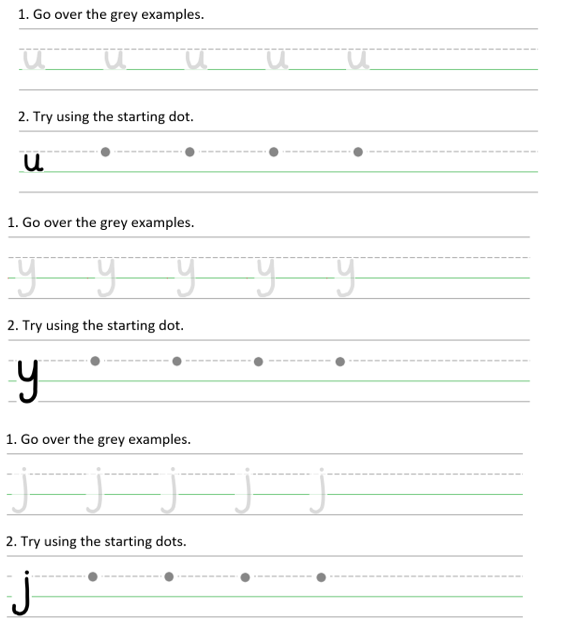 1. Go over the grey examples.
u u u u u
2. Try using the starting dot.
u
1. Go over the grey examples.
y y y y y
2. Try using the starting dot.
y
1. Go over the grey examples.
j j j j j
2. Try using the starting dots.
j